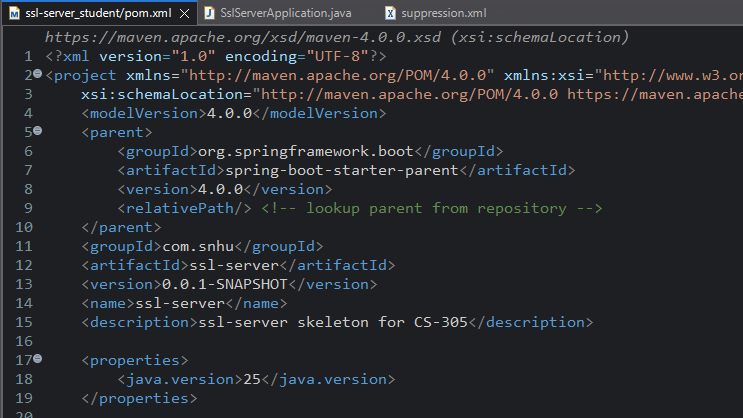 ssl-server_student/pom.xml SslServerApplication.java suppression.xml
https://maven.apache.org/xsd/maven-4.0.0.xsd (xsi:schemaLocation)
1 <?xml version="1.0" encoding="UTF-8"?>
2 <project xmlns="http://maven.apache.org/POM/4.0.0" xmlns:xsi="http://www.w3.or
3 xsi:schemaLocation="http://maven.apache.org/POM/4.0.0 https://maven.apache
4 <modelVersion>4.0.0</modelVersion>
5 <parent>
6 <groupId>org.springframework.boot</groupId>
7 <artifactId>spring-boot-starter-parent</artifactId>
8 <version>4.0.0</version>
9 <relativePath/> <!-- lookup parent from repository -->
10 </parent>
11 <groupId>com.snhu</groupId>
12 <artifactId>ssl-server</artifactId>
13 <version>0.0.1-SNAPSHOT</version>
14 <name>ssl-server</name>
15 <description>ssl-server skeleton for CS-305</description>
16
17 <properties>
18 <java.version>25</java.version>
19 </properties>
20